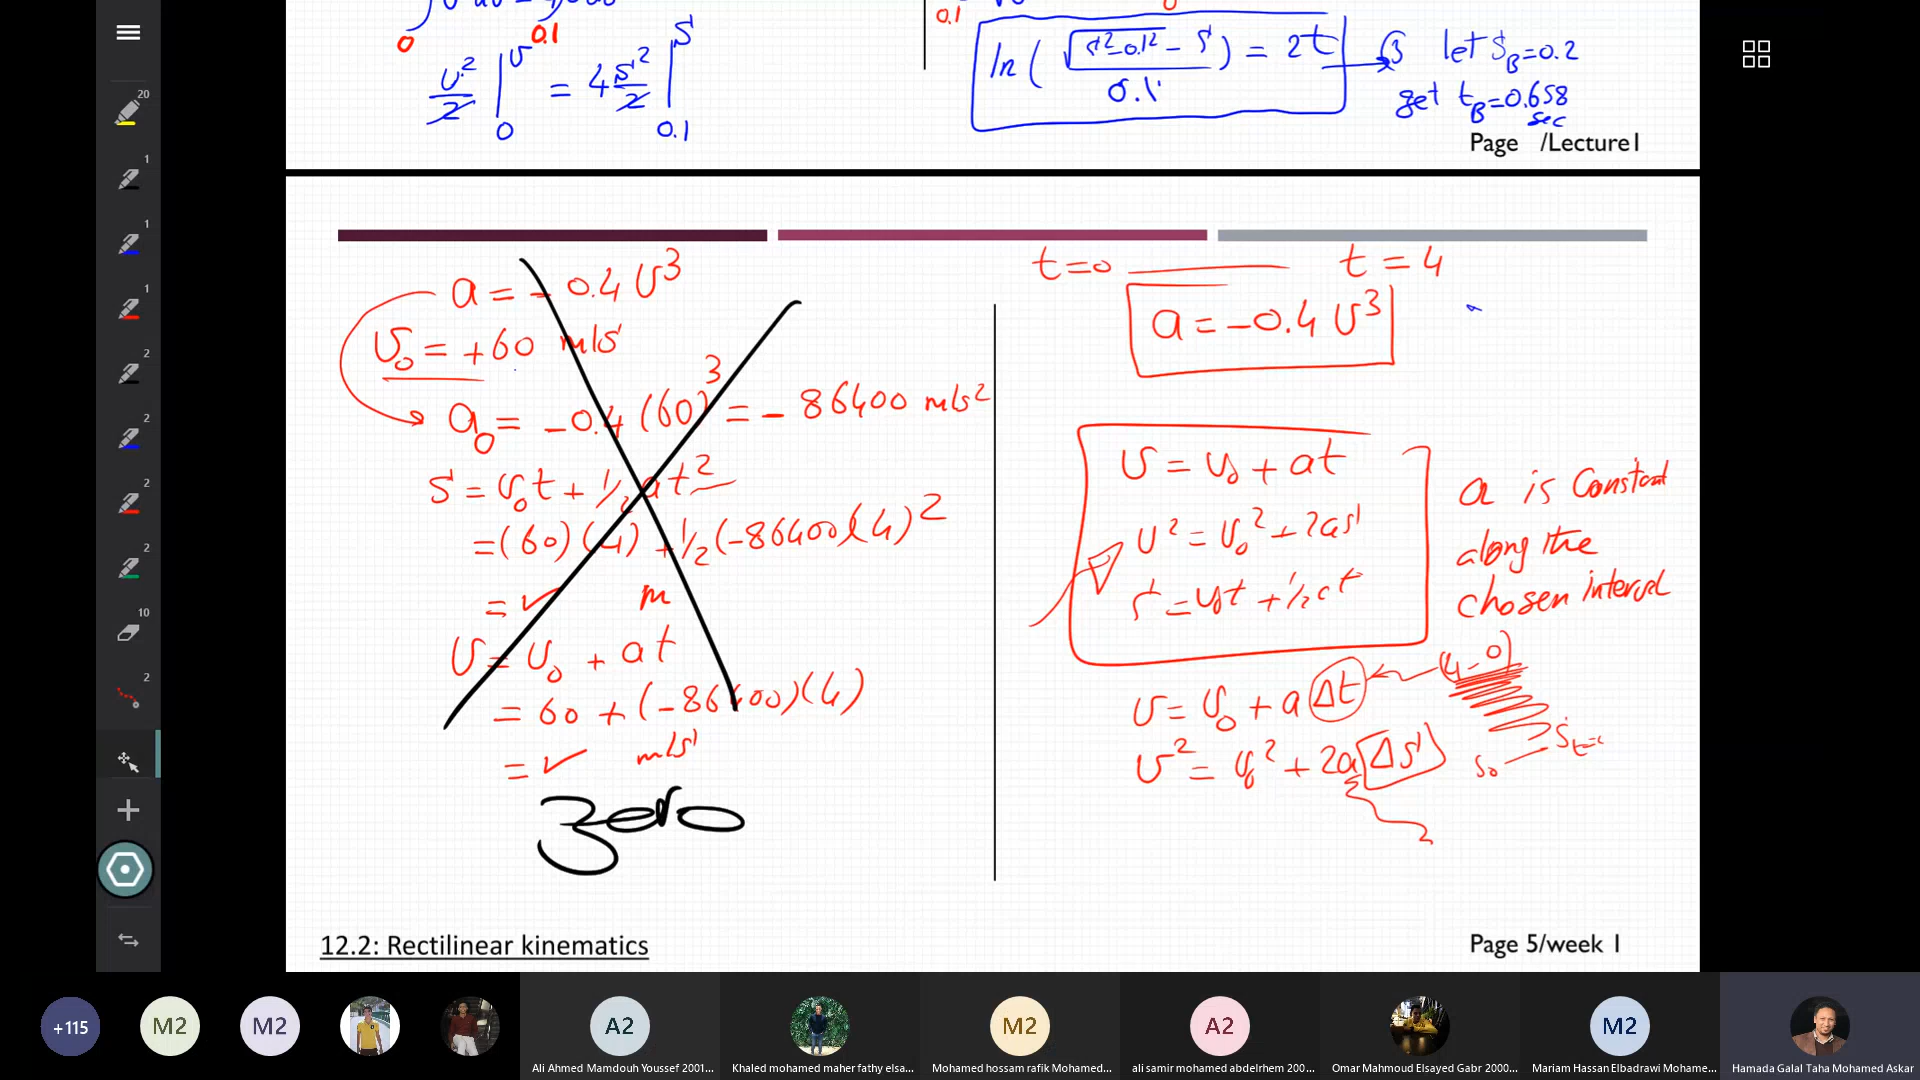 0
0.1
v²/2 |₀ᵛ = 4 s²/2 |₀.₁ˢ
0.1
ln(√(s²-0.1²) - s / 0.1) = 2t
let s_B=0.2
get t_B=0.658
sec
Page /Lecture1
a = -0.4 v³
v₀ = +60 m/s
a₀ = -0.4 (60)³ = -86400 m/s²
s = v₀t + ½at²
=(60)(4) + ½(-86400)(4)²
= ✓ m
v = v₀ + at
= 60 + (-86400)(4)
= ✓ m/s
zero
t=0 t=4
a = -0.4 v³
v = v₀ + at
v² = v₀² + 2as
s = v₀t + ½at
a is Constant
along the
chosen interval
v = v₀ + a Δt
(4-0)
v² = v₀² + 2a Δs
s₀
12.2: Rectilinear kinematics
Page 5/week 1
20
1
1
1
2
2
2
2
10
2
+115
M2
M2
A2
M2
A2
M2
Ali Ahmed Mamdouh Youssef 2001...
Khaled mohamed maher fathy elsa...
Mohamed hossam rafik Mohamed...
ali samir mohamed abdelrhem 200...
Omar Mahmoud Elsayed Gabr 2000...
Mariam Hassan Elbadrawi Mohame...
Hamada Galal Taha Mohamed Askar